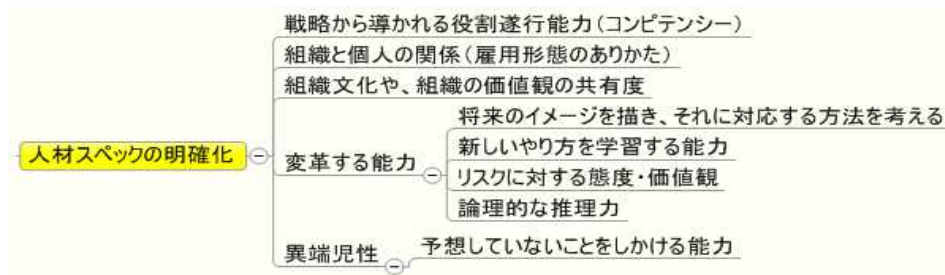 人材スペックの明確化
戦略から導かれる役割遂行能力(コンピテンシー)
組織と個人の関係(雇用形態のありかた)
組織文化や、組織の価値観の共有度
変革する能力
将来のイメージを描き、それに対応する方法を考える
新しいやり方を学習する能力
リスクに対する態度・価値観
論理的な推理力
異端児性
予想していないことをしかける能力